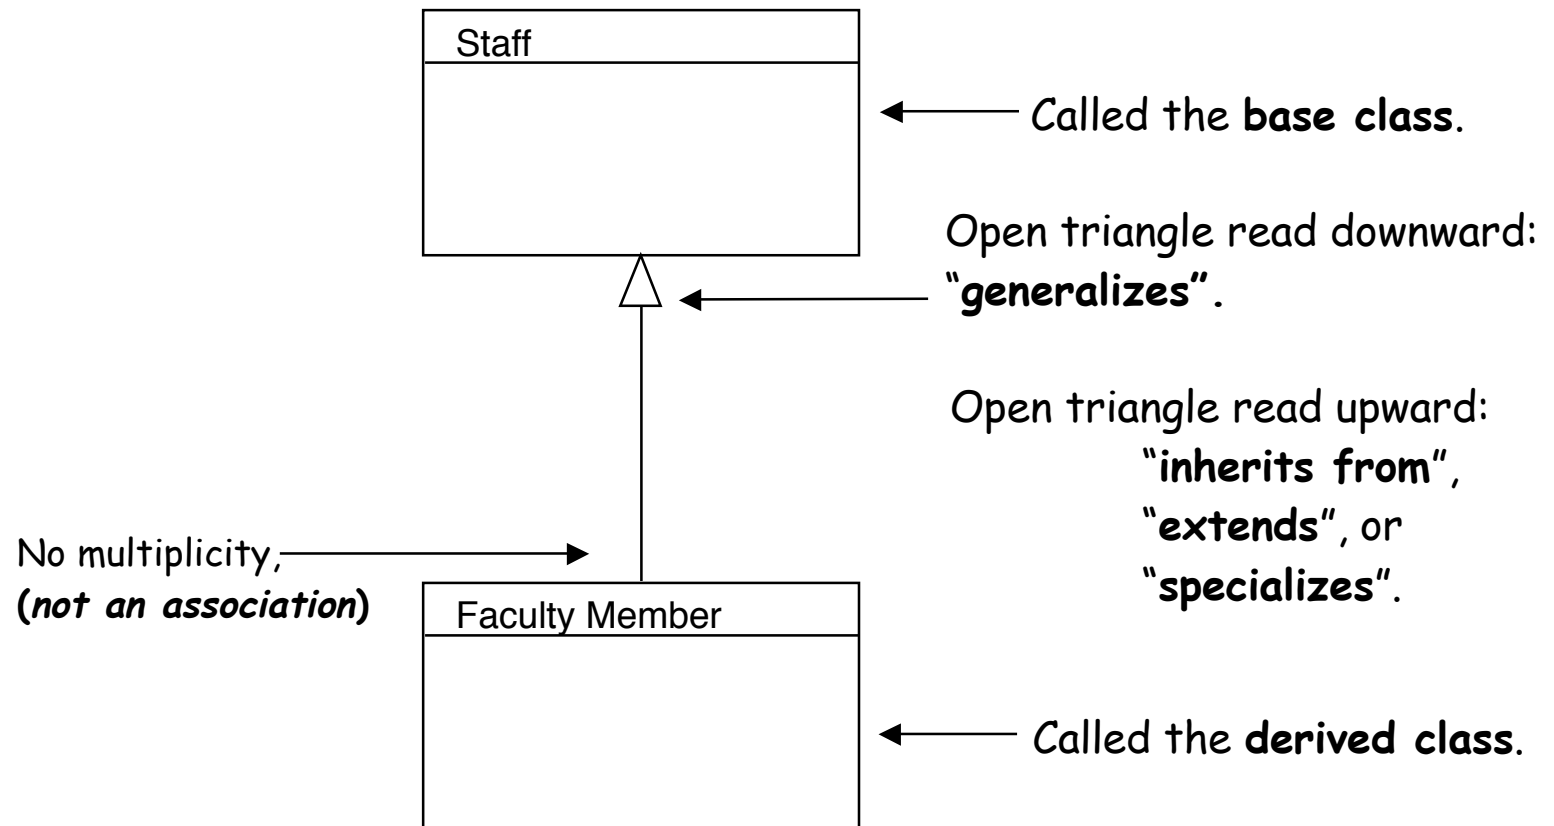 Staff
Called the base class.
Open triangle read downward:
“generalizes”.
Open triangle read upward:
“inherits from”,
“extends”, or
“specializes”.
No multiplicity,
(not an association)
Faculty Member
Called the derived class.